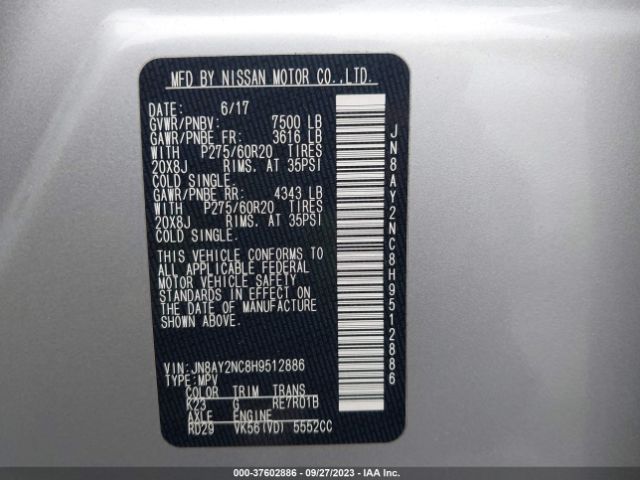 MFD BY NISSAN MOTOR CO.,LTD.
DATE: 6/17
GVWR/PNBV: 7500 LB
GAWR/PNBE FR: 3616 LB
WITH P275/60R20 TIRES
20X8J RIMS. AT 35PSI
COLD SINGLE.
GAWR/PNBE RR: 4343 LB
WITH P275/60R20 TIRES
20X8J RIMS. AT 35PSI
COLD SINGLE.
THIS VEHICLE CONFORMS TO
ALL APPLICABLE FEDERAL
MOTOR VEHICLE SAFETY
STANDARDS IN EFFECT ON
THE DATE OF MANUFACTURE
SHOWN ABOVE.
VIN:JN8AY2NC8H9512886
TYPE:MPV
COLOR TRIM TRANS
K23 G RE7R01B
AXLE ENGINE
RD29 VK56(VD) 5552CC
JN8AY2NC8H9512886
000-37602886 - 09/27/2023 - IAAI.COM